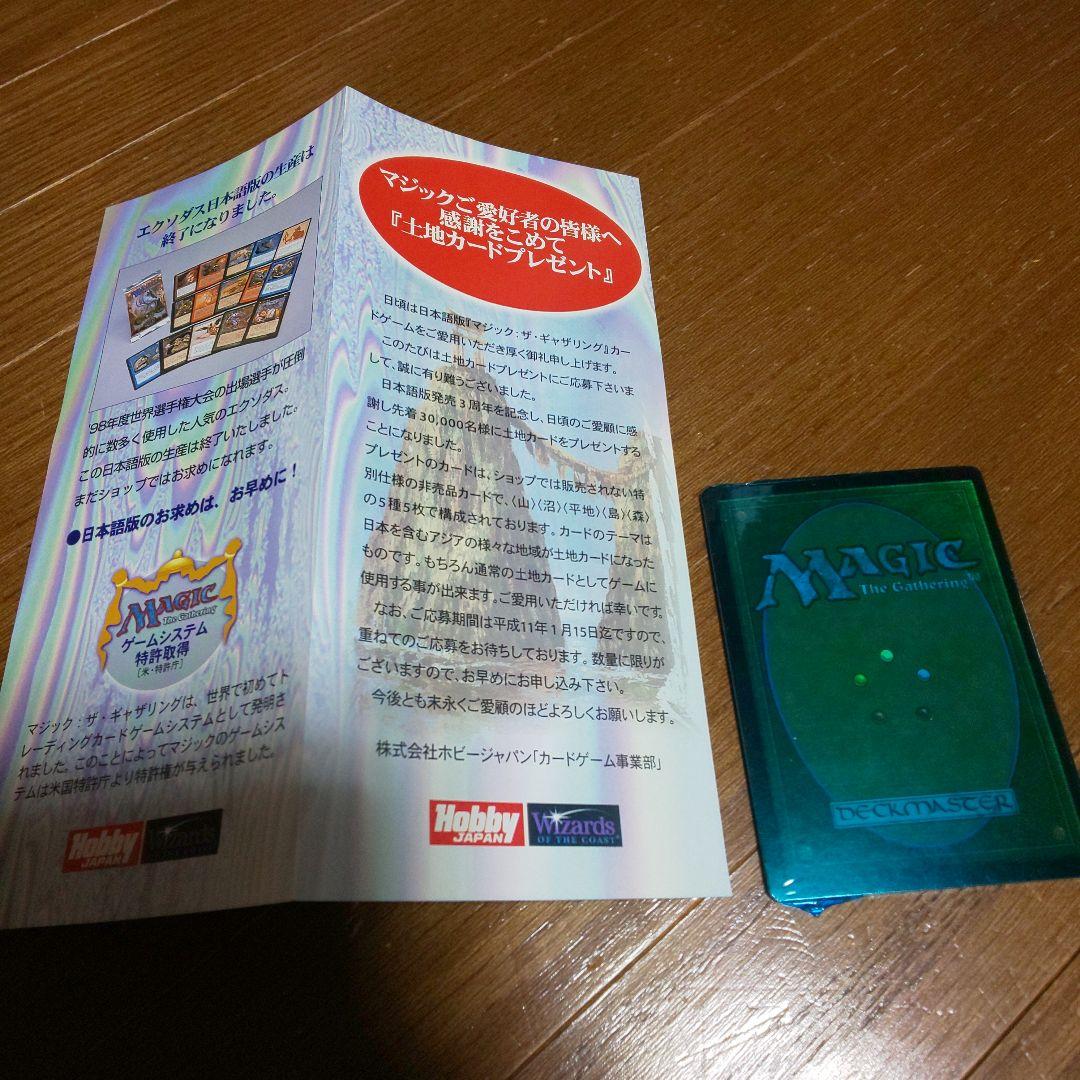 エクソダス日本語版の生産は
終了になりました。
'98年度世界選手権大会の出場選手が圧倒
的に数多く使用した人気のエクソダス。
この日本語版の生産は終了いたしました。
まだショップではお求めになれます。
●日本語版のお求めは、お早めに！
MAGIC
The Gathering
ゲームシステム
特許取得
［米・特許庁］
マジック：ザ・ギャザリングは、世界で初めてト
レーディングカードゲームシステムとして発明さ
れました。このことによってマジックのゲームシス
テムは米国特許庁より特許権が与えられました。
Hobby
JAPAN
Wizards
OF THE COAST
マジックご愛好者の皆様へ
感謝をこめて
『土地カードプレゼント』
日頃は日本語版『マジック：ザ・ギャザリング』カー
ドゲームをご愛用いただき厚く御礼申し上げます。
このたびは土地カードプレゼントにご応募下さいま
して、誠に有り難うございました。
日本語版発売３周年を記念し、日頃のご愛顧に感
謝し先着30,000名様に土地カードをプレゼントする
ことになりました。
プレゼントのカードは、ショップでは販売されない特
別仕様の非売品カードで、〈山〉〈沼〉〈平地〉〈島〉〈森〉
の５種５枚で構成されております。カードのテーマは
日本を含むアジアの様々な地域が土地カードになった
ものです。もちろん通常の土地カードとしてゲームに
使用する事が出来ます。ご愛用いただければ幸いです。
なお、ご応募期間は平成11年１月15日迄ですので、
重ねてのご応募をお待ちしております。数量に限りが
ございますので、お早めにお申し込み下さい。
今後とも末永くご愛顧のほどよろしくお願いします。
株式会社ホビージャパン「カードゲーム事業部」
Hobby
JAPAN
Wizards
OF THE COAST
MAGIC
The Gathering
DECKMASTER